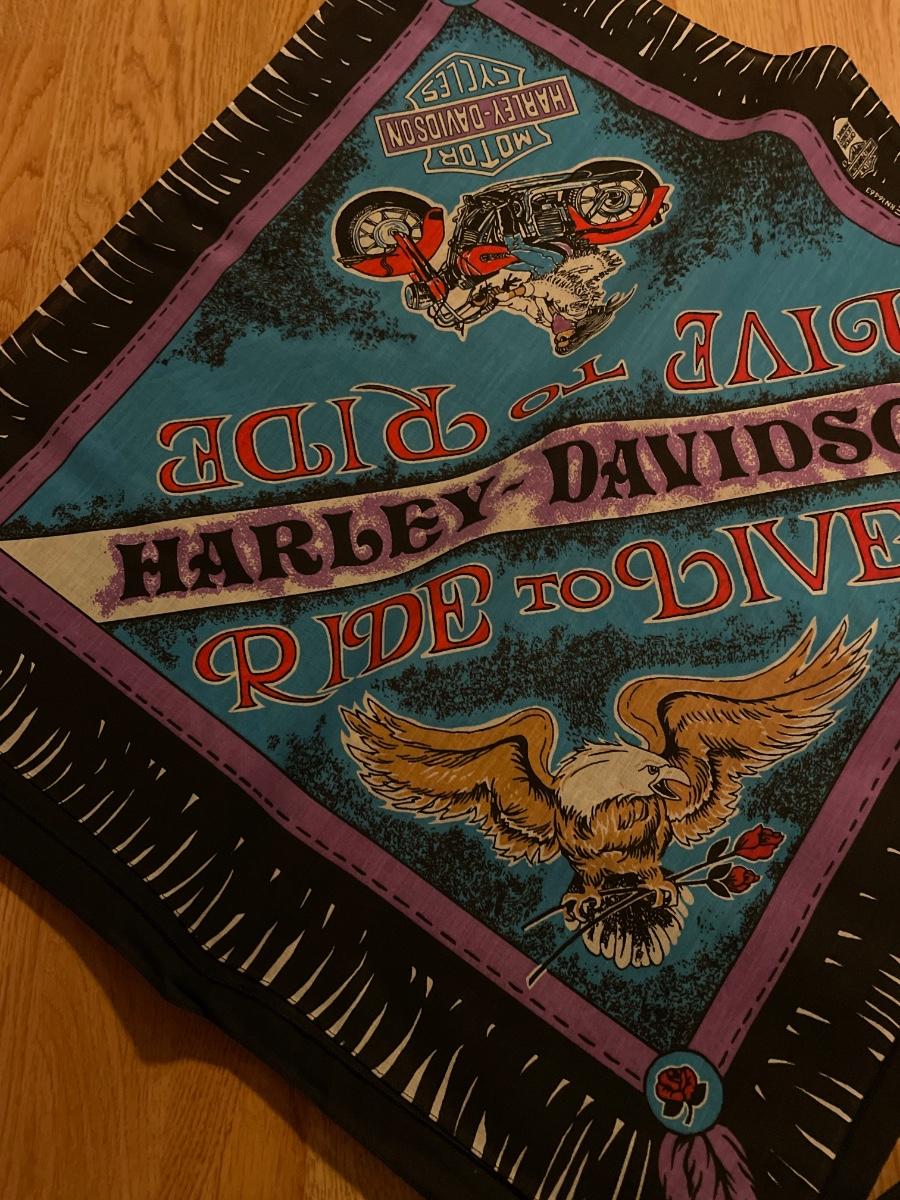 MOTOR
HARLEY-DAVIDSON
CYCLES
LIVE
TO
RIDE
HARLEY-DAVIDSO
RIDE TO LIVE